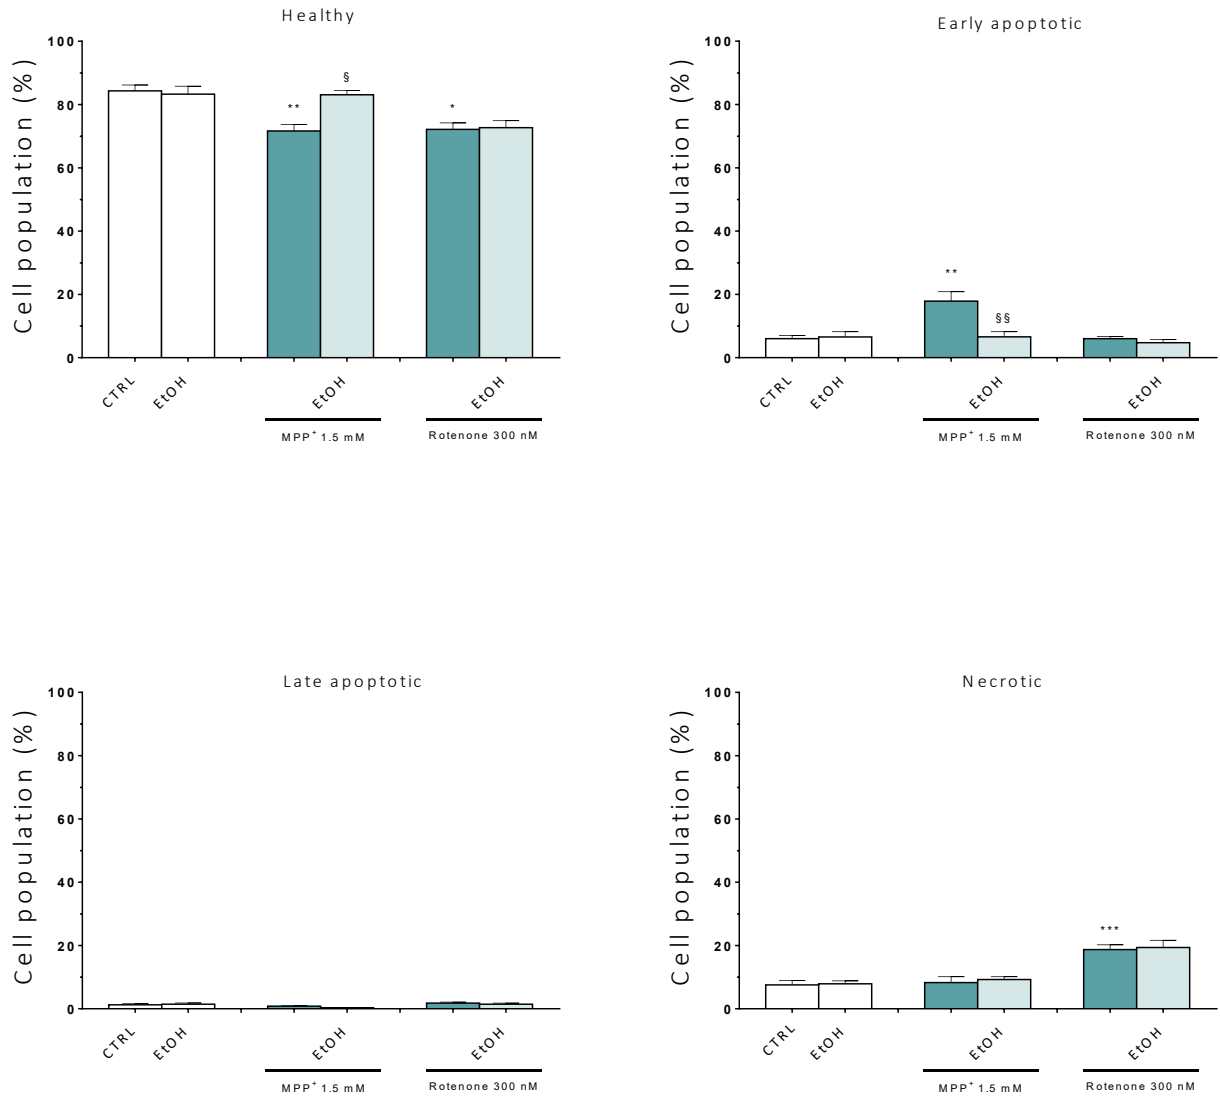 Healthy
Cell population (%)
100
80
60
40
20
0
**
§
*
CTRL
EtOH
EtOH
EtOH
MPP+ 1.5 mM
Rotenone 300 nM
Early apoptotic
Cell population (%)
100
80
60
40
20
0
**
§§
CTRL
EtOH
EtOH
EtOH
MPP+ 1.5 mM
Rotenone 300 nM
Late apoptotic
Cell population (%)
100
80
60
40
20
0
CTRL
EtOH
EtOH
EtOH
MPP+ 1.5 mM
Rotenone 300 nM
Necrotic
Cell population (%)
100
80
60
40
20
0
***
CTRL
EtOH
EtOH
EtOH
MPP+ 1.5 mM
Rotenone 300 nM